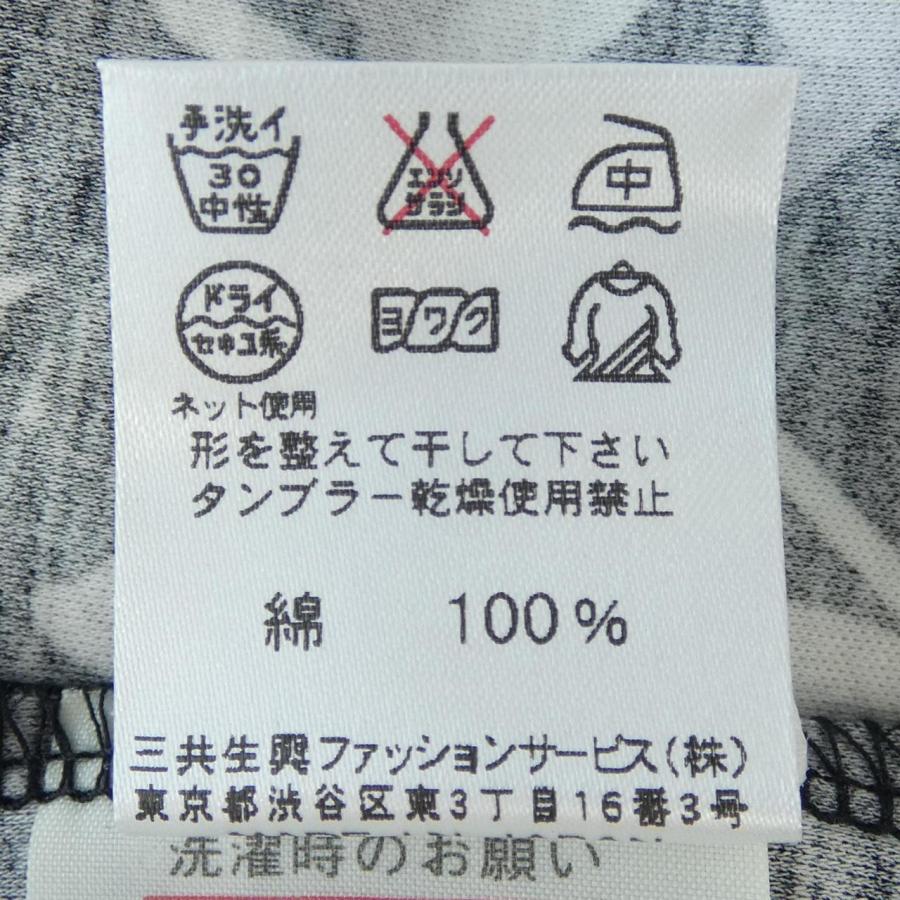 手洗イ
30
中性
エンソ
サラシ
中
ドライ
セキユ系
ヨワク
ネット使用
形を整えて干して下さい
タンブラー乾燥使用禁止
綿 100%
三共生興ファッションサービス(株)
東京都渋谷区東3丁目16番3号
洗濯時のお願い